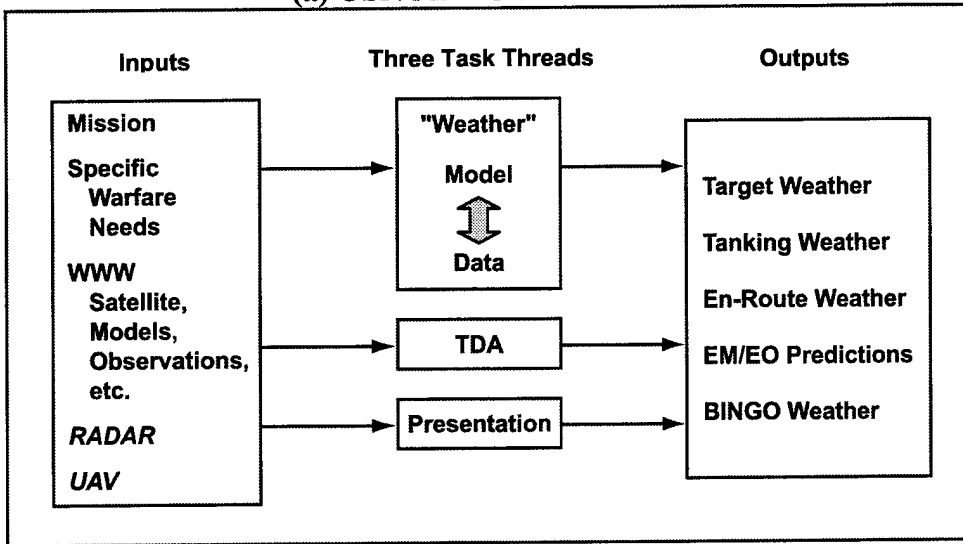 Inputs
Mission
Specific
Warfare
Needs
WWW
Satellite,
Models,
Observations,
etc.
RADAR
UAV
Three Task Threads
"Weather"
Model
Data
TDA
Presentation
Outputs
Target Weather
Tanking Weather
En-Route Weather
EM/EO Predictions
BINGO Weather